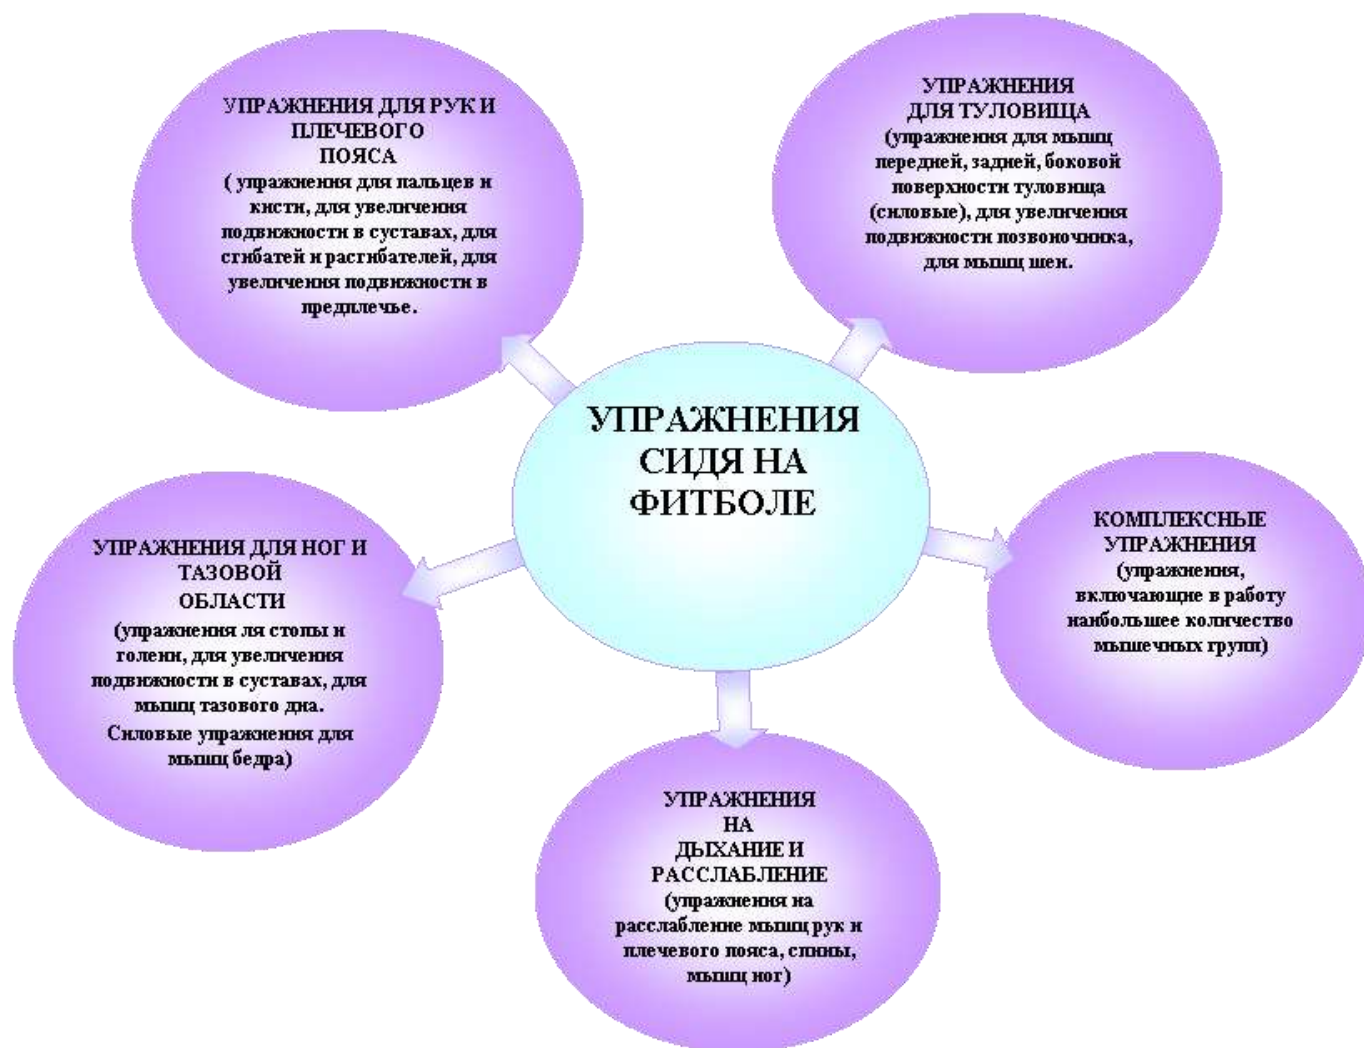 УПРАЖНЕНИЯ ДЛЯ РУК И
ПЛЕЧЕВОГО
ПОЯСА
( упражнения для пальцев и
кисти, для увеличения
подвижности в суставах, для
сгибатей и расгибателей, для
увеличения подвижности в
предплечье.
УПРАЖНЕНИЯ
ДЛЯ ТУЛОВИЩА
(упражнения для мышц
передней, задней, боковой
поверхности туловища
(силовые), для увеличения
подвижности позвоночника,
для мышц шеи.
УПРАЖНЕНИЯ
СИДЯ НА
ФИТБОЛЕ
УПРАЖНЕНИЯ ДЛЯ НОГ И
ТАЗОВОЙ
ОБЛАСТИ
(упражнения ля стопы и
голени, для увеличения
подвижности в суставах, для
мышц тазового дна.
Силовые упражнения для
мышц бедра)
КОМПЛЕКСНЫЕ
УПРАЖНЕНИЯ
(упражнения,
включающие в работу
наибольшее количество
мышечных групп)
УПРАЖНЕНИЯ
НА
ДЫХАНИЕ И
РАССЛАБЛЕНИЕ
(упражнения на
расслабление мышц рук и
плечевого пояса, спины,
мышц ног)